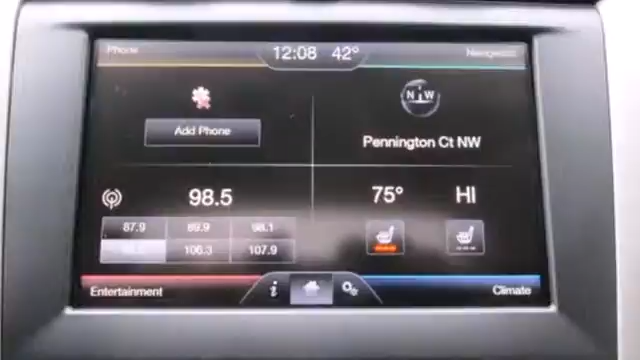 Phone 12:08 42° Navigation
N W
Add Phone
Pennington Ct NW
98.5 75° HI
87.9 89.9 98.1
106.3 107.9
Entertainment i Climate